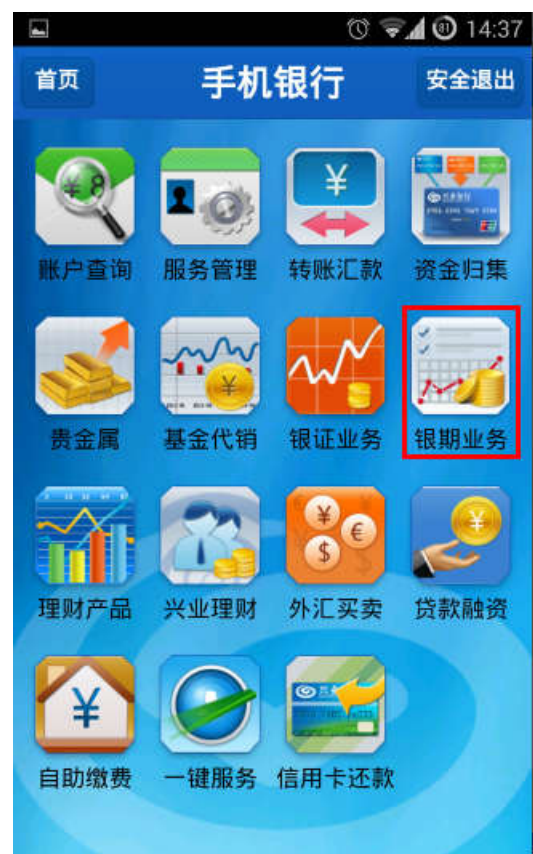 81 14:37
首页 手机银行 安全退出
账户查询 服务管理 转账汇款 资金归集
贵金属 基金代销 银证业务 银期业务
理财产品 兴业理财 外汇买卖 贷款融资
自助缴费 一键服务 信用卡还款